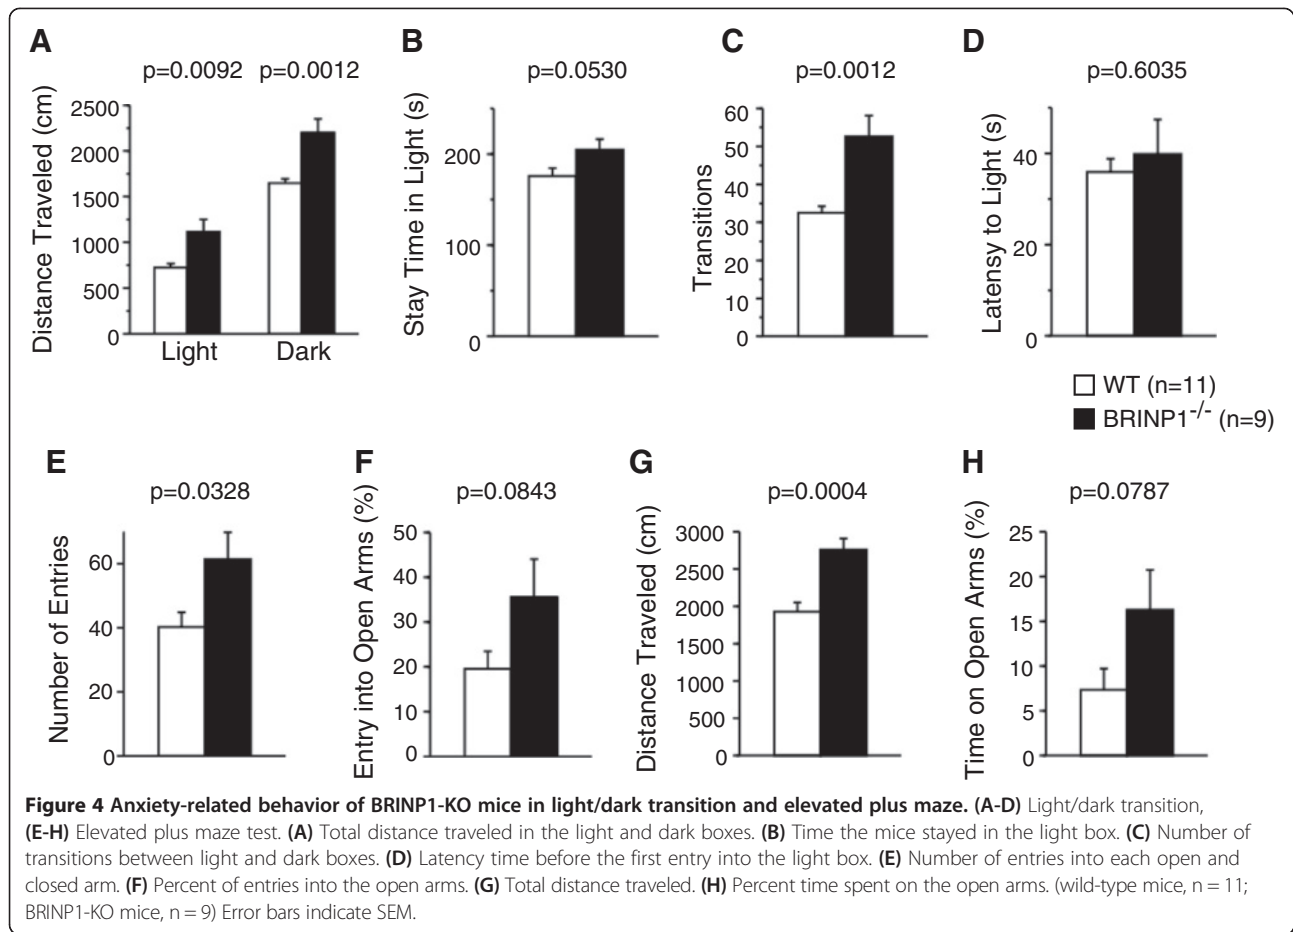 A
B
C
D
p=0.0092 p=0.0012
p=0.0530
p=0.0012
p=0.6035
Distance Traveled (cm)
2500
2000
1500
1000
500
0
Light Dark
Stay Time in Light (s)
200
100
0
Transitions
60
50
40
30
20
10
0
Latensy to Light (s)
40
20
0
WT (n=11)
BRINP1-/- (n=9)
E
F
G
H
p=0.0328
p=0.0843
p=0.0004
p=0.0787
Number of Entries
60
40
20
0
Entry into Open Arms (%)
50
40
30
20
10
0
Distance Traveled (cm)
3000
2500
2000
1500
1000
500
0
Time on Open Arms (%)
25
20
15
10
5
0
Figure 4 Anxiety-related behavior of BRINP1-KO mice in light/dark transition and elevated plus maze. (A-D) Light/dark transition,
(E-H) Elevated plus maze test. (A) Total distance traveled in the light and dark boxes. (B) Time the mice stayed in the light box. (C) Number of
transitions between light and dark boxes. (D) Latency time before the first entry into the light box. (E) Number of entries into each open and
closed arm. (F) Percent of entries into the open arms. (G) Total distance traveled. (H) Percent time spent on the open arms. (wild-type mice, n = 11;
BRINP1-KO mice, n = 9) Error bars indicate SEM.